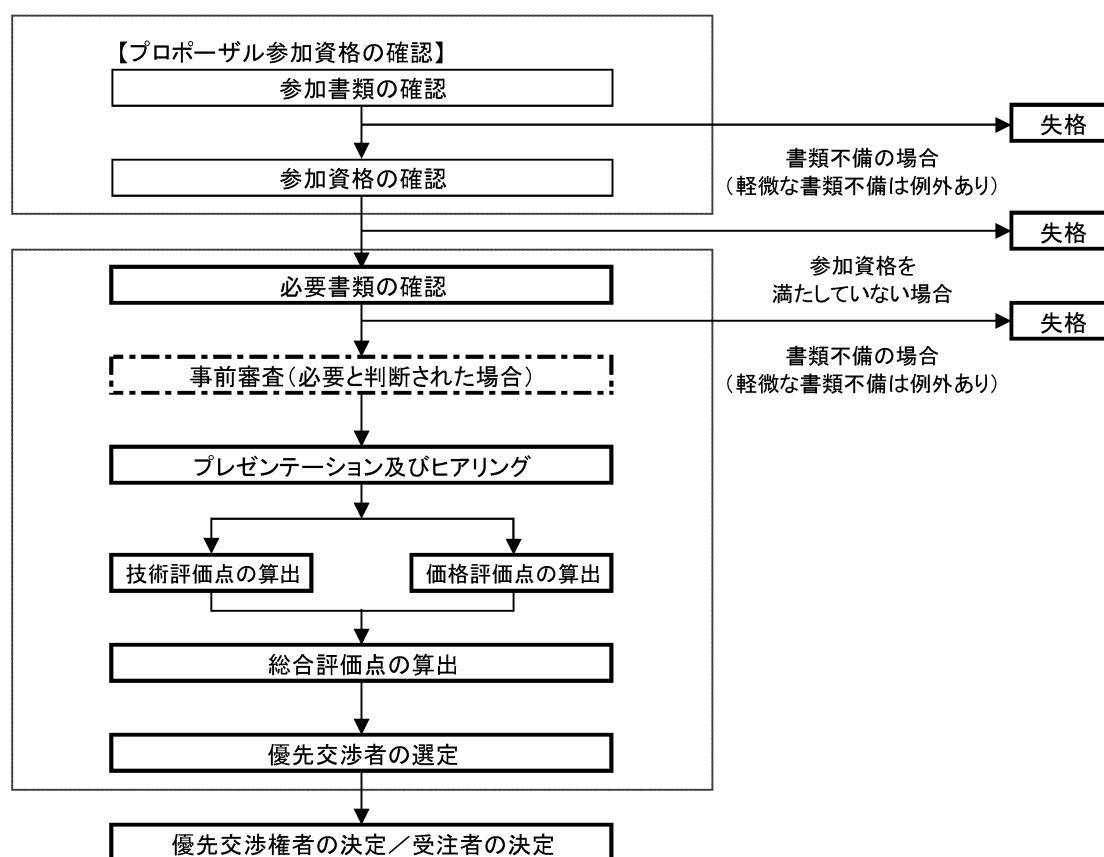 【プロポーザル参加資格の確認】
参加書類の確認
失格
書類不備の場合
（軽微な書類不備は例外あり）
参加資格の確認
失格
参加資格を
満たしていない場合
必要書類の確認
失格
書類不備の場合
（軽微な書類不備は例外あり）
事前審査（必要と判断された場合）
プレゼンテーション及びヒアリング
技術評価点の算出
価格評価点の算出
総合評価点の算出
優先交渉者の選定
優先交渉権者の決定／受注者の決定